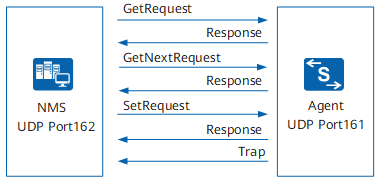 GetRequest
Response
GetNextRequest
Response
SetRequest
Response
Trap
NMS
UDP Port162
S
Agent
UDP Port161